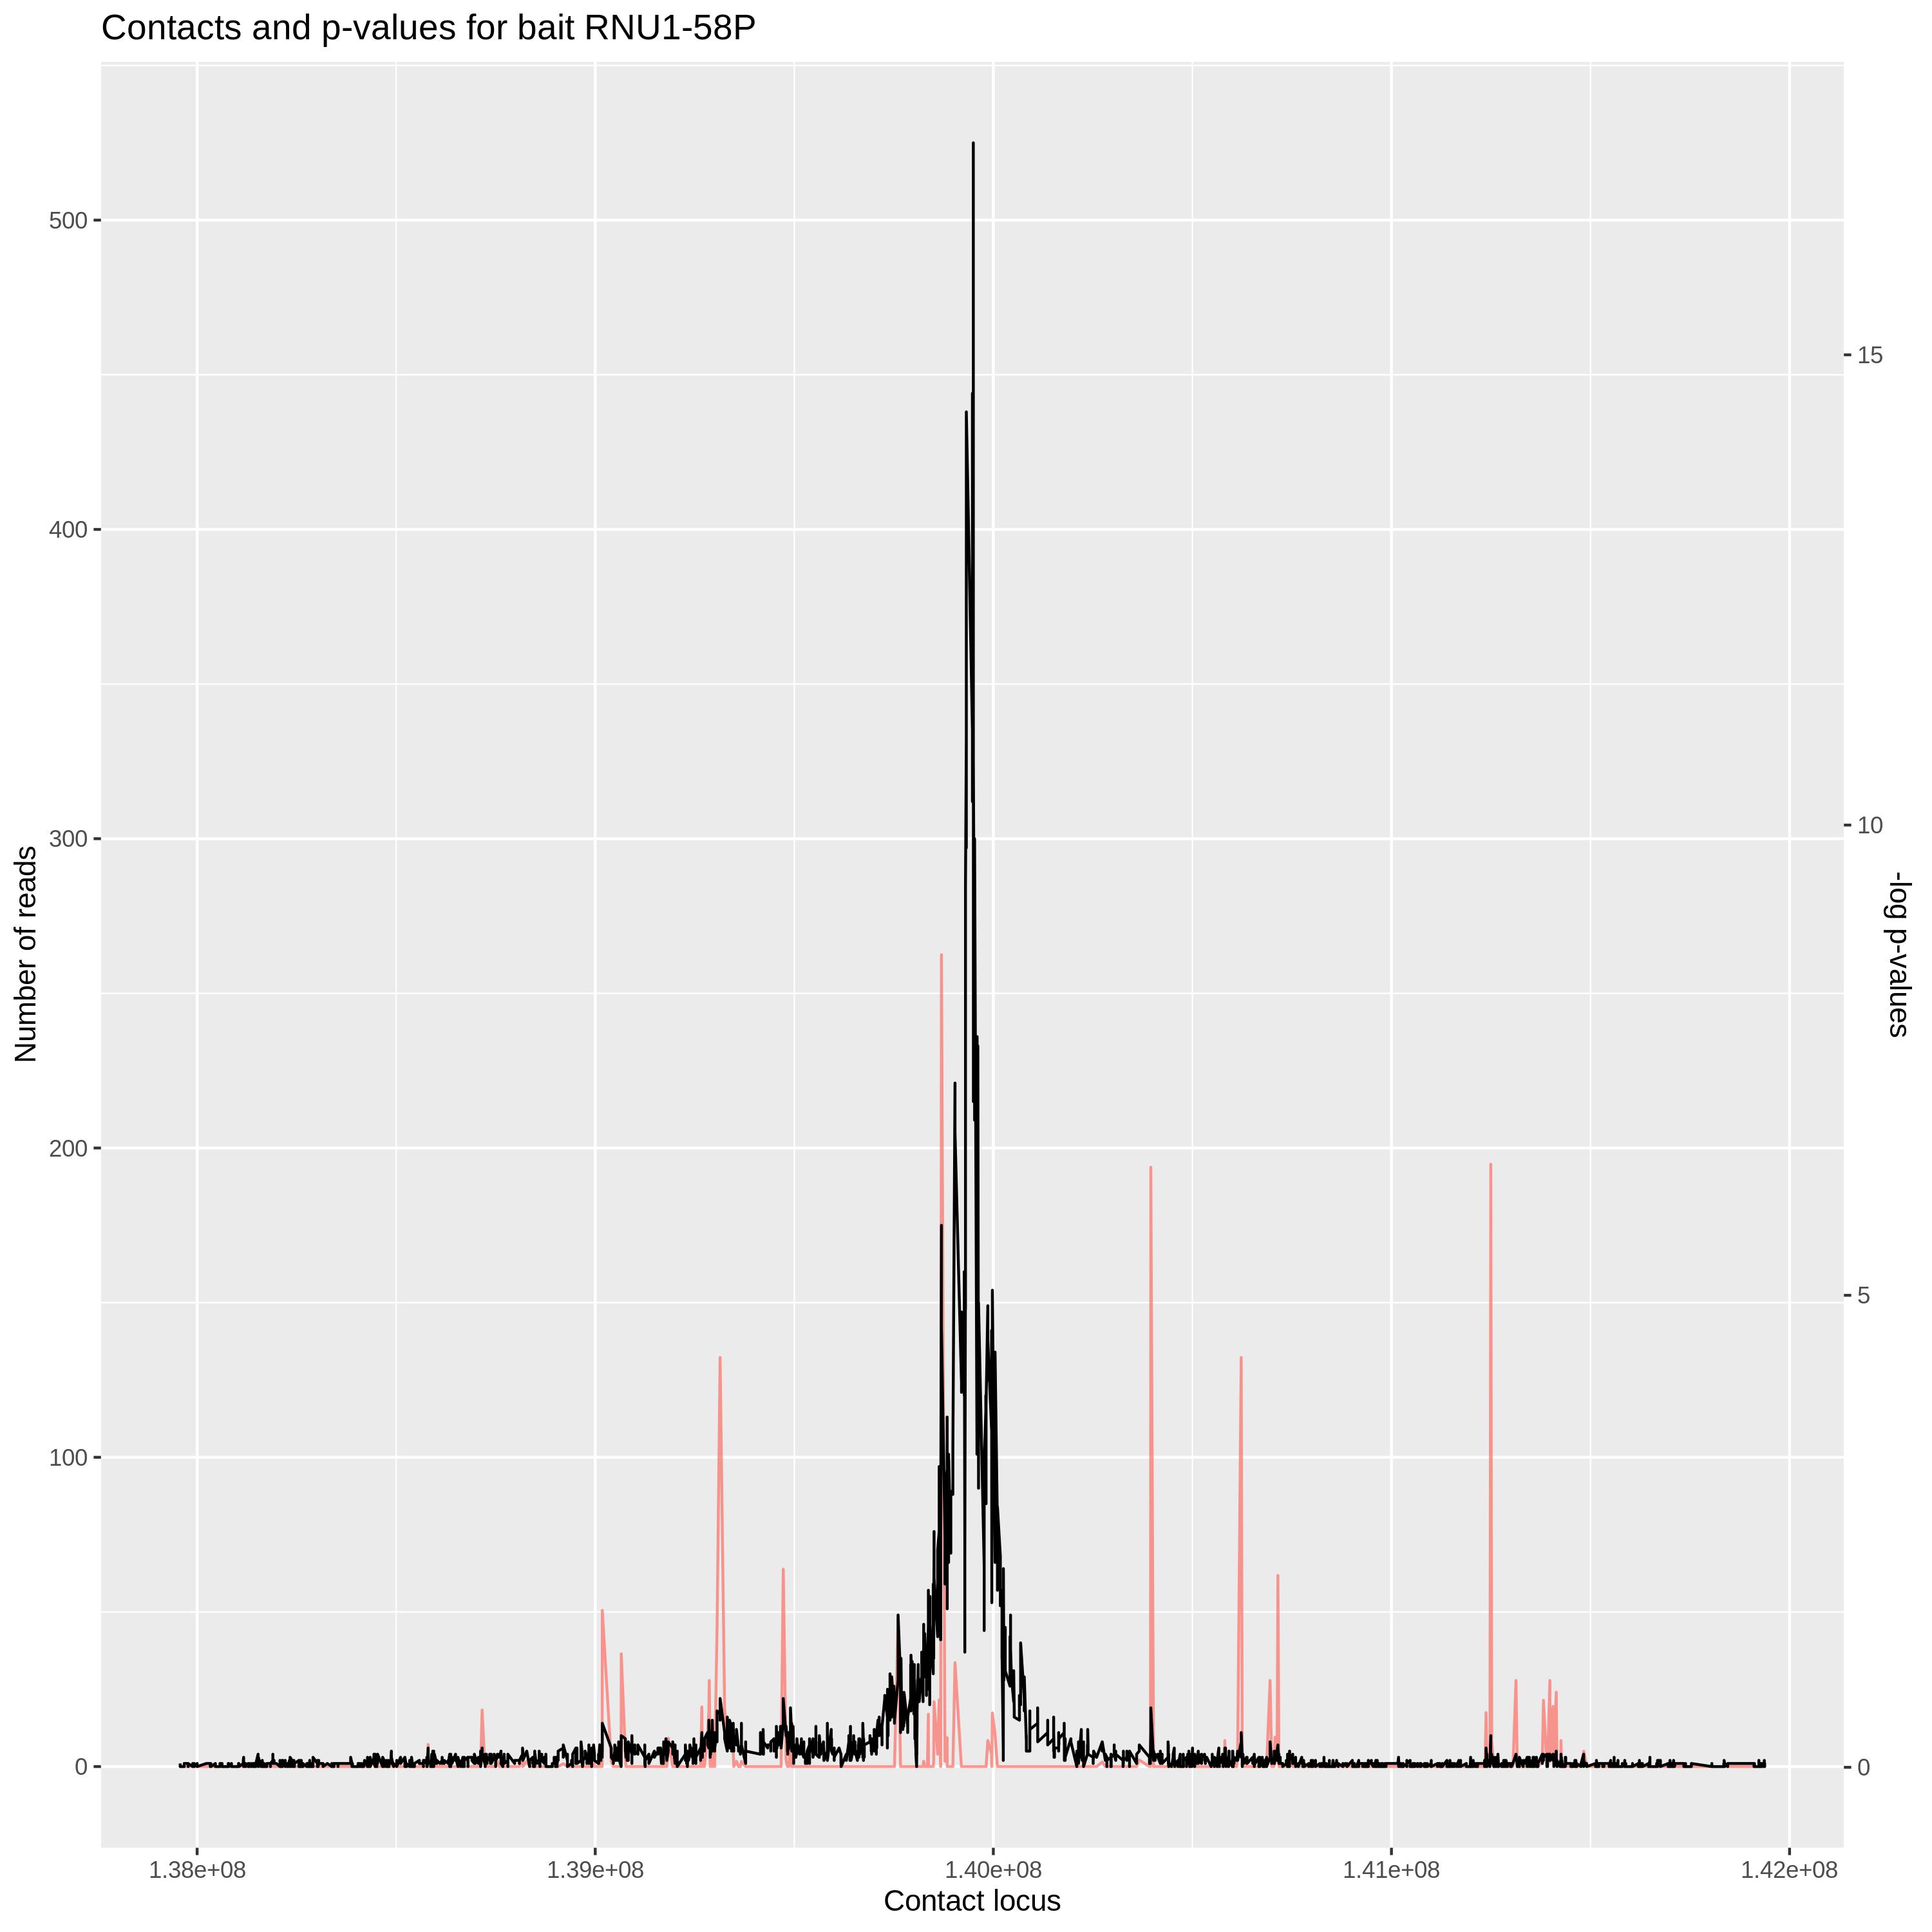 Contacts and p-values for bait RNU1-58P
500
400
300
200
100
0
Number of reads
15
10
5
0
-log p-values
1.38e+08
1.39e+08
1.40e+08
1.41e+08
1.42e+08
Contact locus